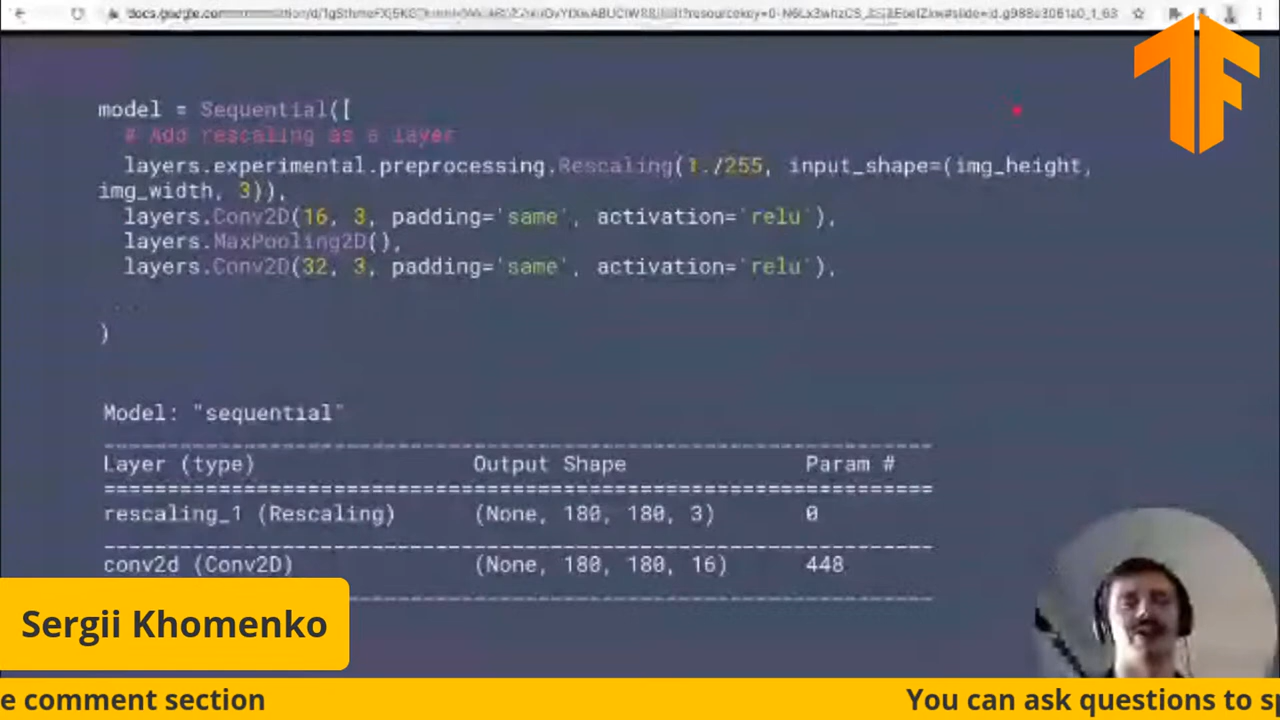 model = Sequential([
# Add rescaling as a layer
layers.experimental.preprocessing.Rescaling(1./255, input_shape=(img_height,
img_width, 3)),
layers.Conv2D(16, 3, padding='same', activation='relu'),
layers.MaxPooling2D(),
layers.Conv2D(32, 3, padding='same', activation='relu'),
...
)
Model: "sequential"
Layer (type) Output Shape Param #
rescaling_1 (Rescaling) (None, 180, 180, 3) 0
conv2d (Conv2D) (None, 180, 180, 16) 448
Sergii Khomenko
e comment section You can ask questions to sp